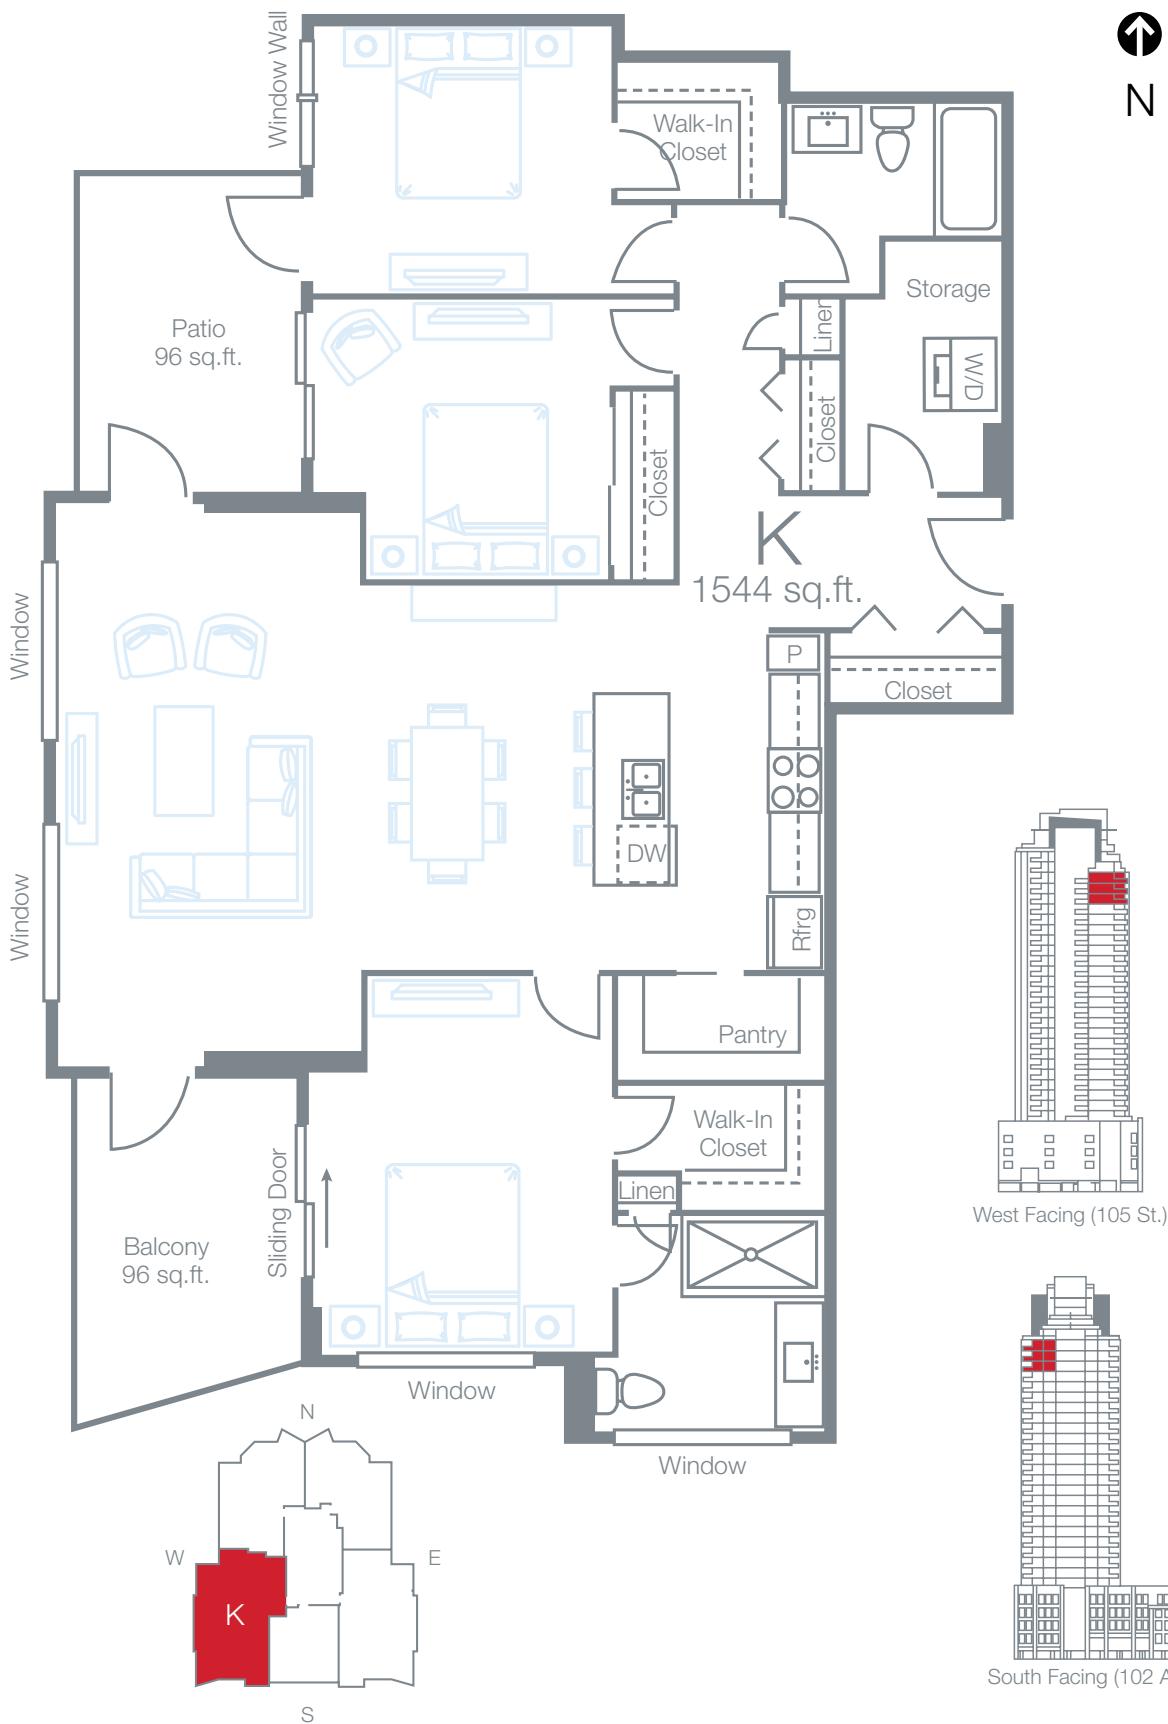 Window Wall
N
Walk-In
Closet
Storage
Patio
96 sq.ft.
Linen
W/D
Closet
Closet
K
1544 sq.ft.
Window
P
Closet
DW
Window
Rfrg
Pantry
Walk-In
Closet
Linen
Sliding Door
Balcony
96 sq.ft.
West Facing (105 St.)
Window
Window
N
W
E
K
S
South Facing (102 A